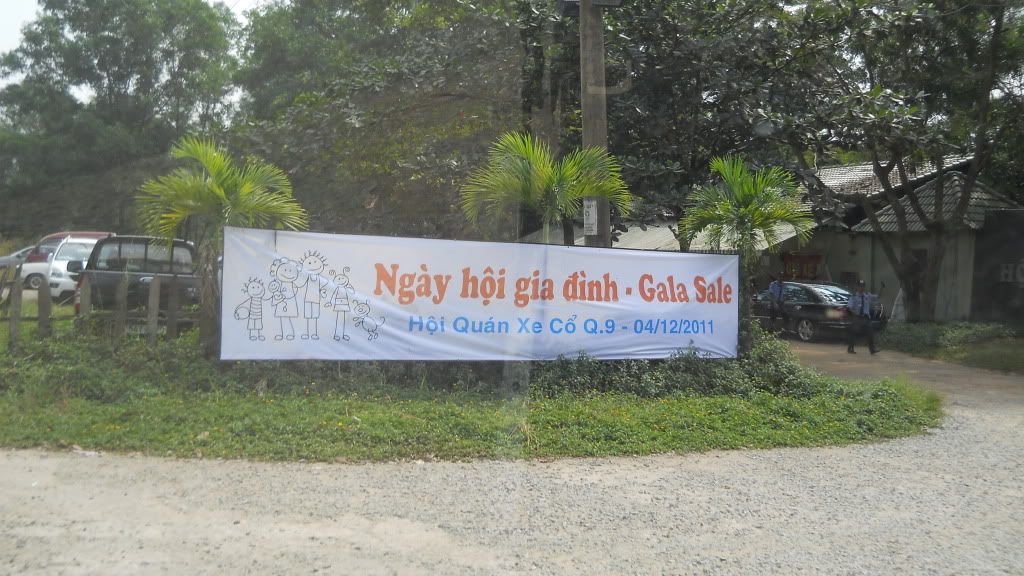 Ngày hội gia đình - Gala Sale
Hội Quán Xe Cổ Q.9 - 04/12/2011